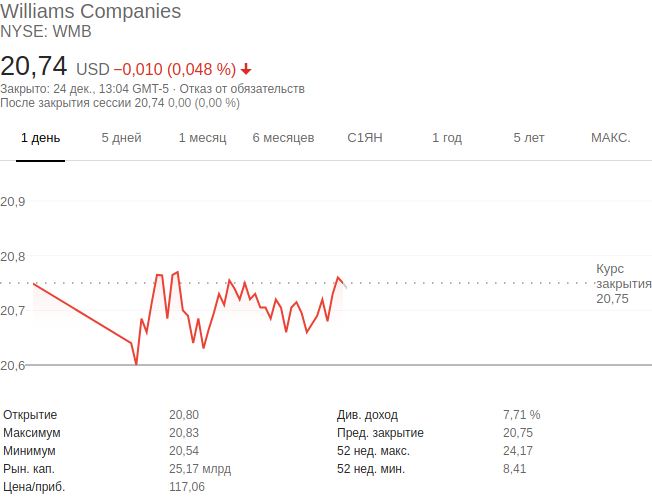 Williams Companies
NYSE: WMB
20,74 USD −0,010 (0,048 %)
Закрыто: 24 дек., 13:04 GMT-5 · Отказ от обязательств
После закрытия сессии 20,74 0,00 (0,00 %)
1 день 5 дней 1 месяц 6 месяцев С1ЯН 1 год 5 лет МАКС.
20,9
20,8
Курс
закрытия
20,75
20,7
20,6
Открытие 20,80 Див. доход 7,71 %
Максимум 20,83 Пред. закрытие 20,75
Минимум 20,54 52 нед. макс. 24,17
Рын. кап. 25,17 млрд 52 нед. мин. 8,41
Цена/приб. 117,06